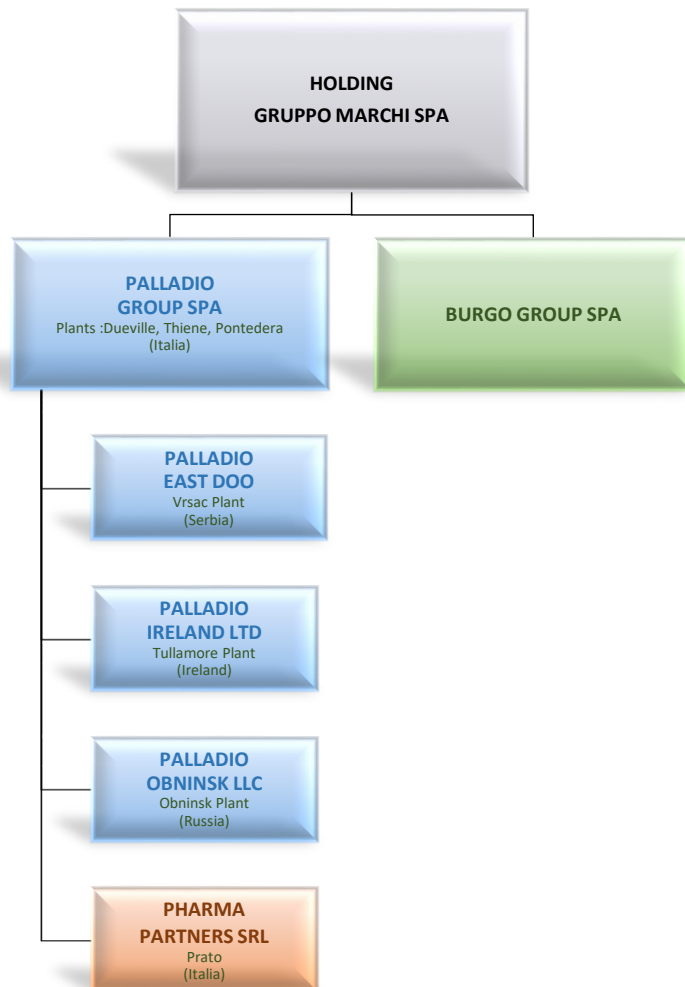 HOLDING
GRUPPO MARCHI SPA
PALLADIO
GROUP SPA
Plants :Dueville, Thiene, Pontedera
(Italia)
BURGO GROUP SPA
PALLADIO
EAST DOO
Vrsac Plant
(Serbia)
PALLADIO
IRELAND LTD
Tullamore Plant
(Ireland)
PALLADIO
OBNINSK LLC
Obninsk Plant
(Russia)
PHARMA
PARTNERS SRL
Prato
(Italia)